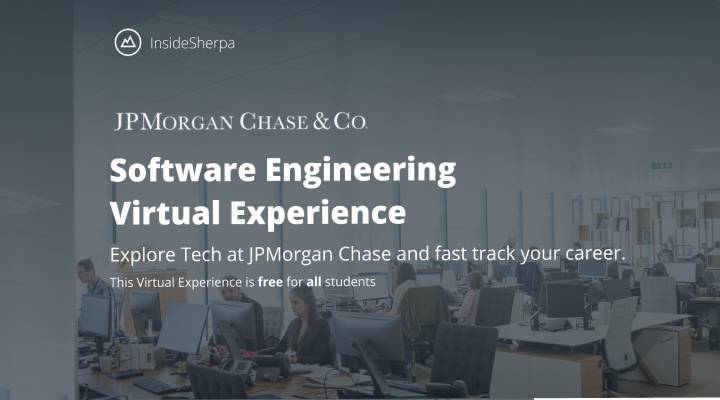 InsideSherpa
JPMORGAN CHASE & CO.
Software Engineering
Virtual Experience
Explore Tech at JPMorgan Chase and fast track your career.
This Virtual Experience is free for all students